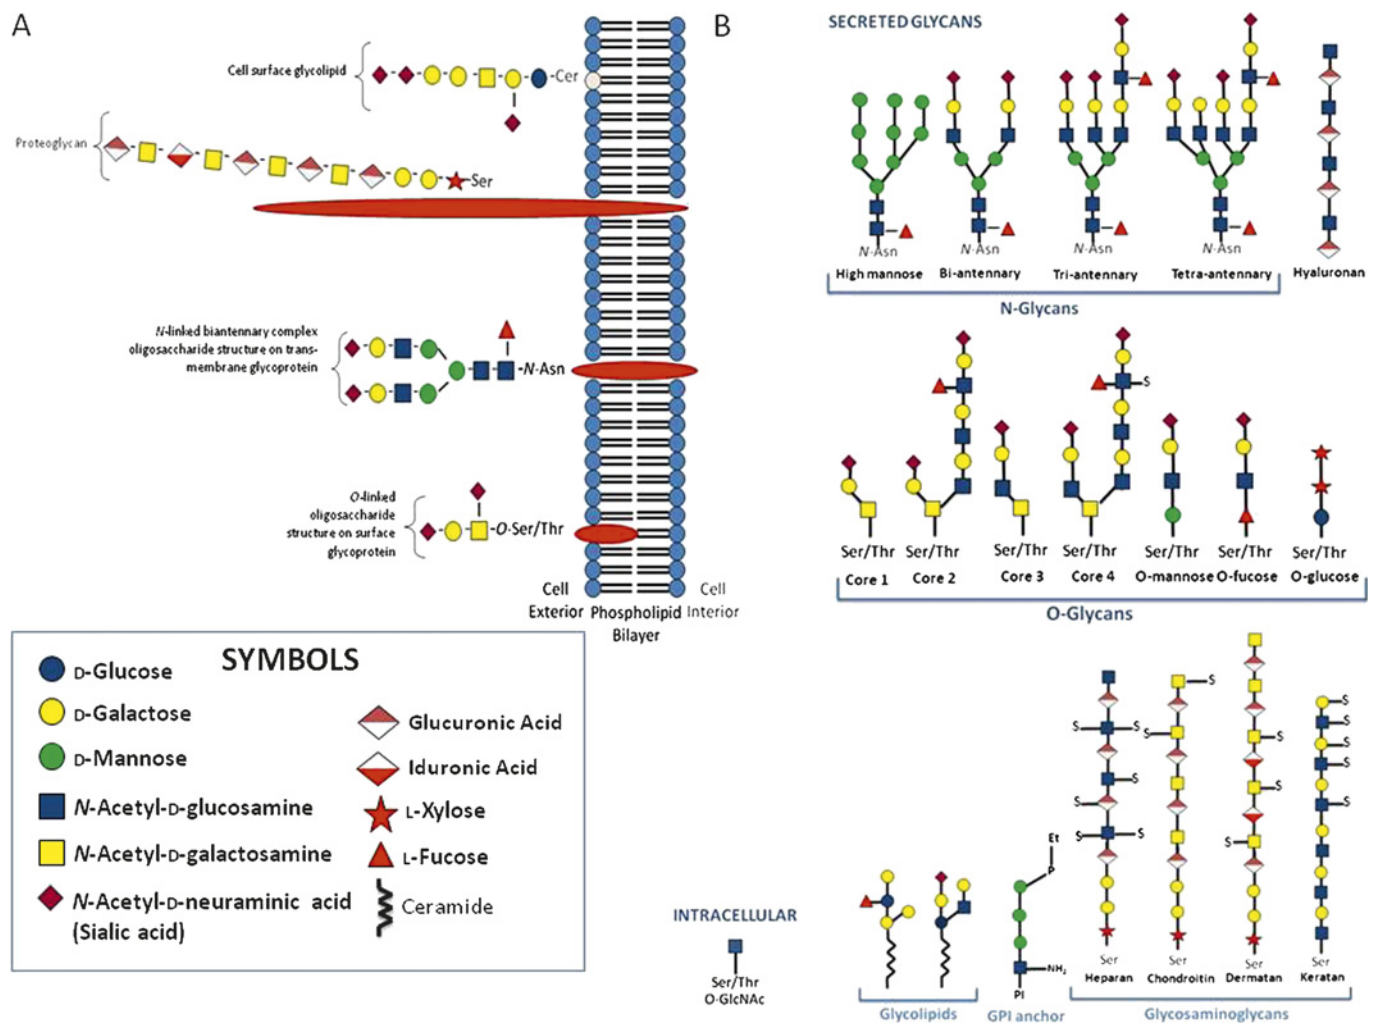 A
Cell surface glycolipid
-Cer
Proteoglycan
-Ser
N-linked biantennary complex
oligosaccharide structure on trans-
membrane glycoprotein
-N-Asn
O-linked
oligosaccharide
structure on surface
glycoprotein
-O-Ser/Thr
Cell
Exterior
Phospholipid
Bilayer
Cell
Interior
SYMBOLS
D-Glucose
D-Galactose
D-Mannose
N-Acetyl-D-glucosamine
N-Acetyl-D-galactosamine
N-Acetyl-D-neuraminic acid
(Sialic acid)
Glucuronic Acid
Iduronic Acid
L-Xylose
L-Fucose
Ceramide
B
SECRETED GLYCANS
N-Asn
N-Asn
N-Asn
N-Asn
High mannose
Bi-antennary
Tri-antennary
Tetra-antennary
Hyaluronan
N-Glycans
S
Ser/Thr
Ser/Thr
Ser/Thr
Ser/Thr
Ser/Thr
Ser/Thr
Ser/Thr
Core 1
Core 2
Core 3
Core 4
O-mannose
O-fucose
O-glucose
O-Glycans
INTRACELLULAR
Ser/Thr
O-GlcNAc
Glycolipids
Et
P
NH2
PI
GPI anchor
S
S
S
S
S
S
Ser
Heparan
S
S
Ser
Chondroitin
S
S
S
Ser
Dermatan
S
S
S
S
S
Ser
Keratan
Glycosaminoglycans